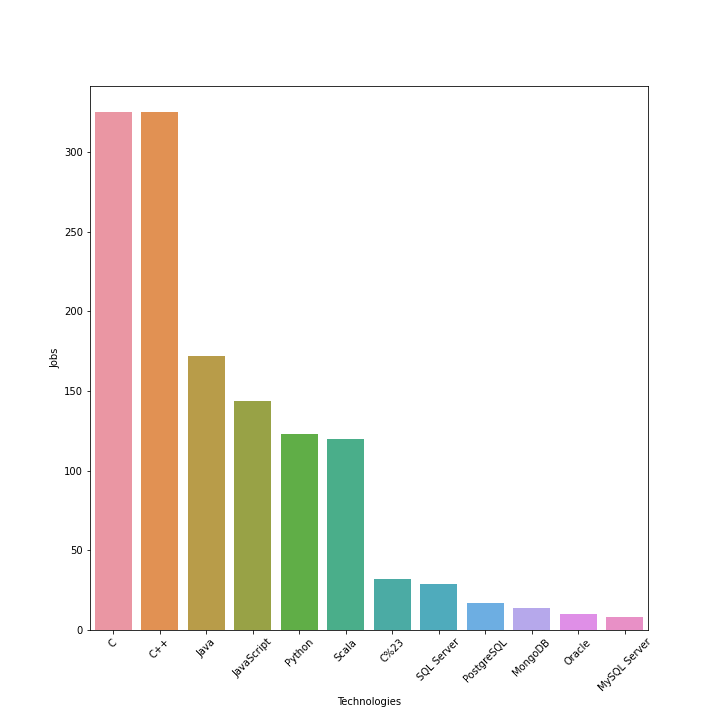 300
250
200
150
100
50
0
Jobs
C
C++
Java
JavaScript
Python
Scala
C%23
SQL Server
PostgreSQL
MongoDB
Oracle
MySQL Server
Technologies